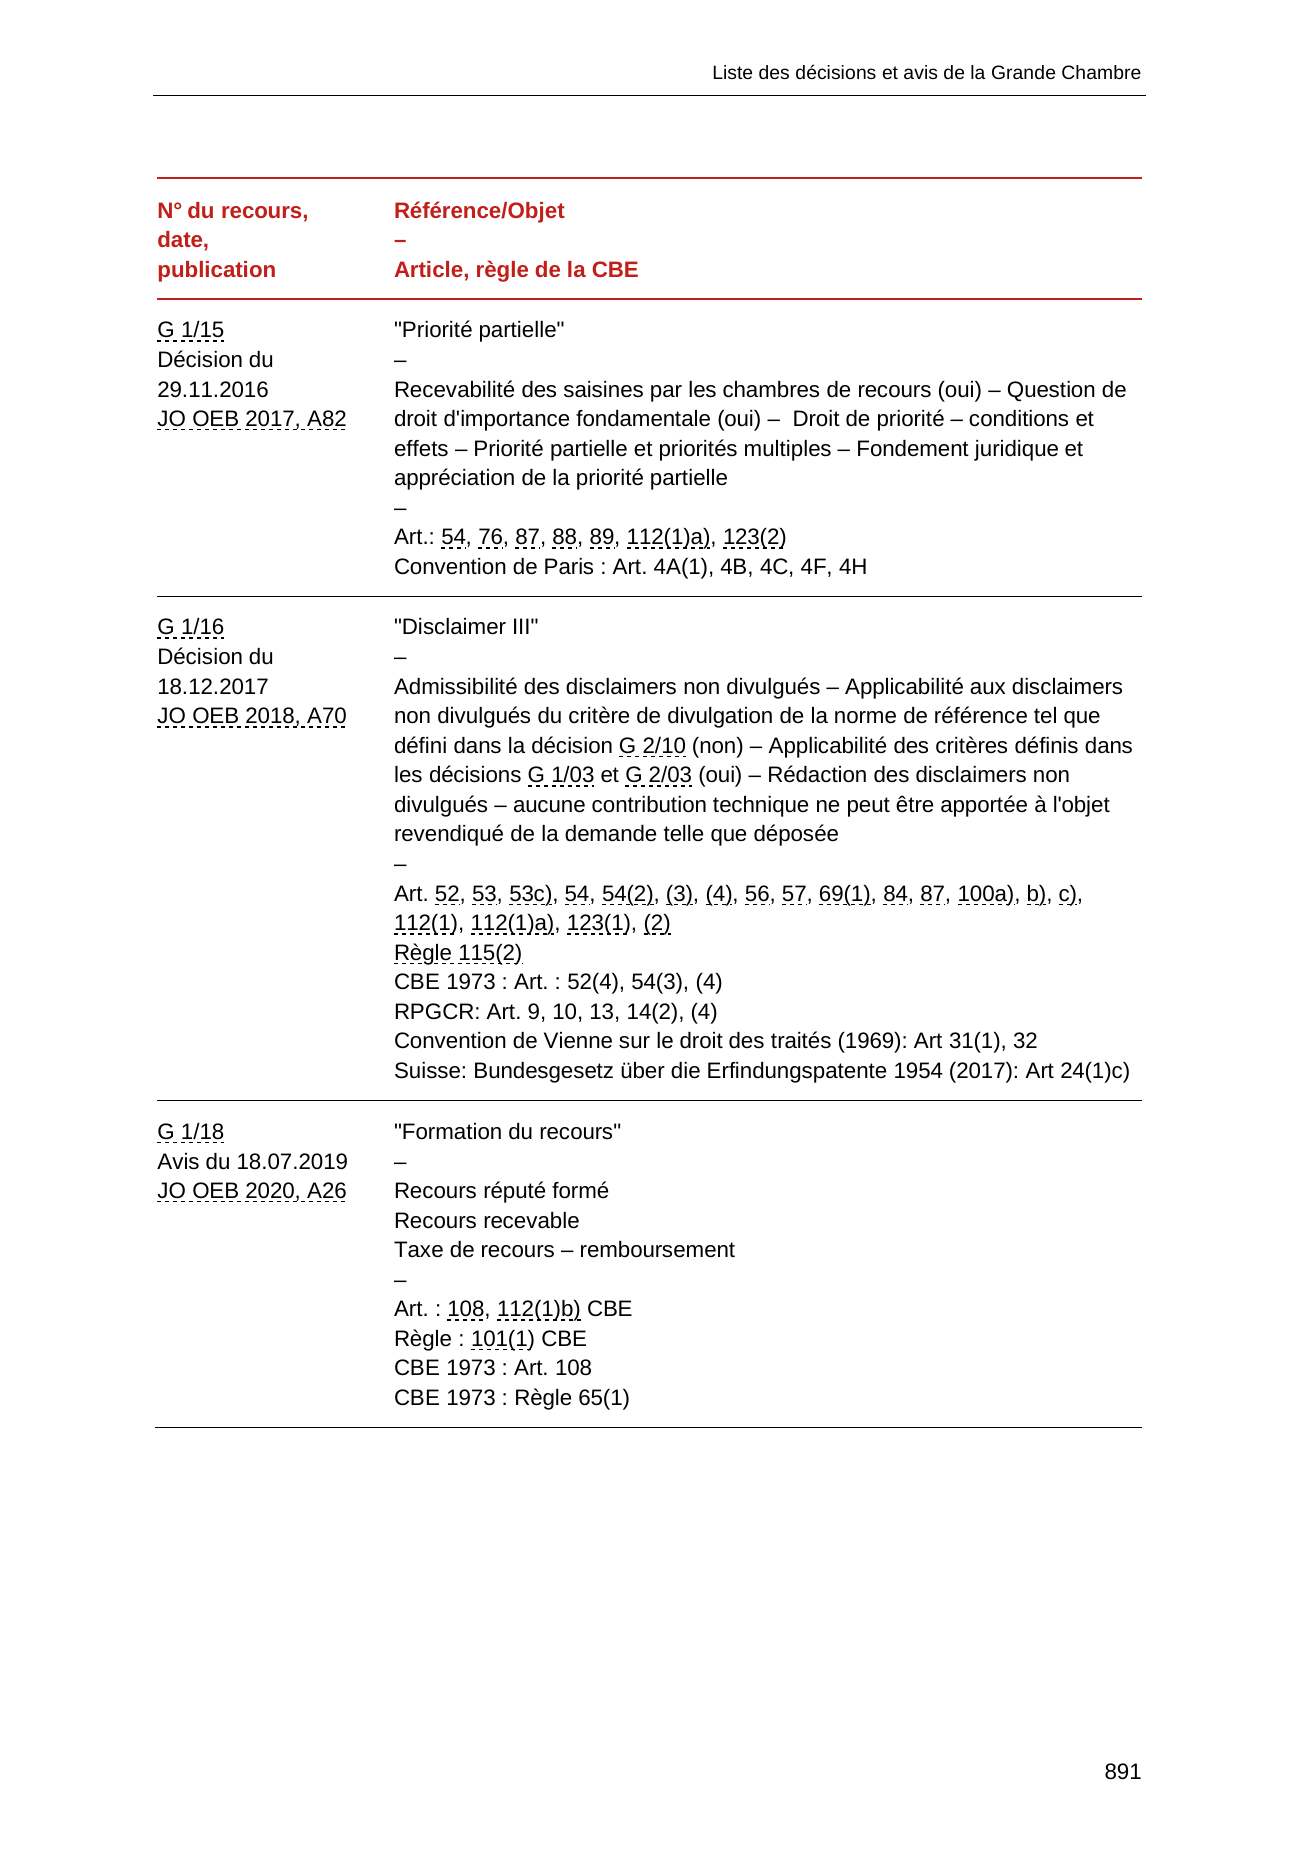 Liste des décisions et avis de la Grande Chambre
N° du recours,
date,
publication
Référence/Objet
–
Article, règle de la CBE
G 1/15
Décision du
29.11.2016
JO OEB 2017, A82
"Priorité partielle"
–
Recevabilité des saisines par les chambres de recours (oui) – Question de
droit d'importance fondamentale (oui) –  Droit de priorité – conditions et
effets – Priorité partielle et priorités multiples – Fondement juridique et
appréciation de la priorité partielle
–
Art.: 54, 76, 87, 88, 89, 112(1)a), 123(2)
Convention de Paris : Art. 4A(1), 4B, 4C, 4F, 4H
G 1/16
Décision du
18.12.2017
JO OEB 2018, A70
"Disclaimer III"
–
Admissibilité des disclaimers non divulgués – Applicabilité aux disclaimers
non divulgués du critère de divulgation de la norme de référence tel que
défini dans la décision G 2/10 (non) – Applicabilité des critères définis dans
les décisions G 1/03 et G 2/03 (oui) – Rédaction des disclaimers non
divulgués – aucune contribution technique ne peut être apportée à l'objet
revendiqué de la demande telle que déposée
–
Art. 52, 53, 53c), 54, 54(2), (3), (4), 56, 57, 69(1), 84, 87, 100a), b), c),
112(1), 112(1)a), 123(1), (2)
Règle 115(2)
CBE 1973 : Art. : 52(4), 54(3), (4)
RPGCR: Art. 9, 10, 13, 14(2), (4)
Convention de Vienne sur le droit des traités (1969): Art 31(1), 32
Suisse: Bundesgesetz über die Erfindungspatente 1954 (2017): Art 24(1)c)
G 1/18
Avis du 18.07.2019
JO OEB 2020, A26
"Formation du recours"
–
Recours réputé formé
Recours recevable
Taxe de recours – remboursement
–
Art. : 108, 112(1)b) CBE
Règle : 101(1) CBE
CBE 1973 : Art. 108
CBE 1973 : Règle 65(1)
891